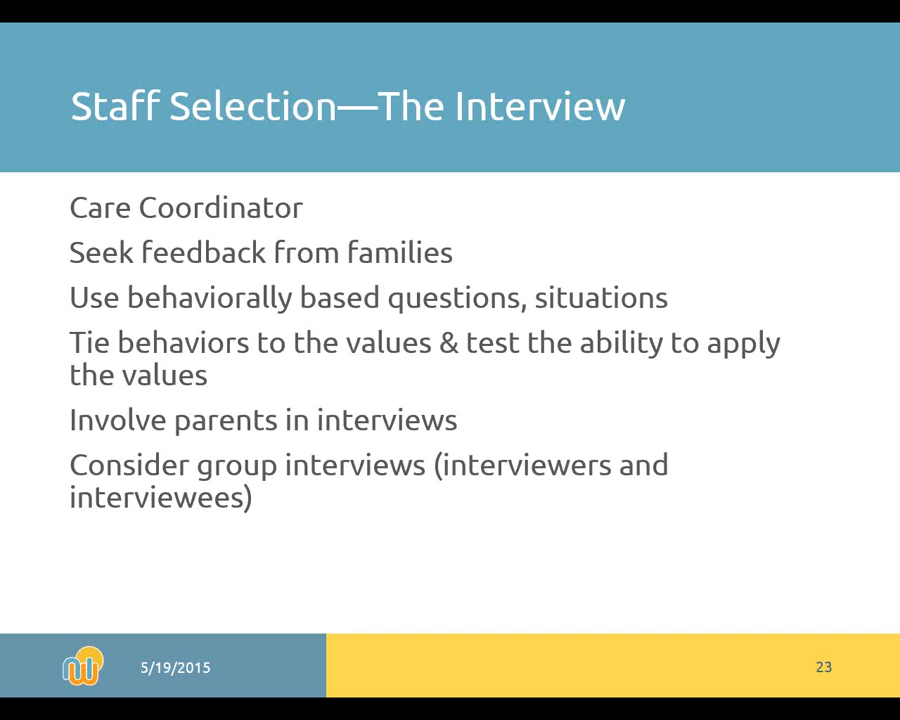 Staff Selection—The Interview
Care Coordinator
Seek feedback from families
Use behaviorally based questions, situations
Tie behaviors to the values & test the ability to apply
the values
Involve parents in interviews
Consider group interviews (interviewers and
interviewees)
5/19/2015
23